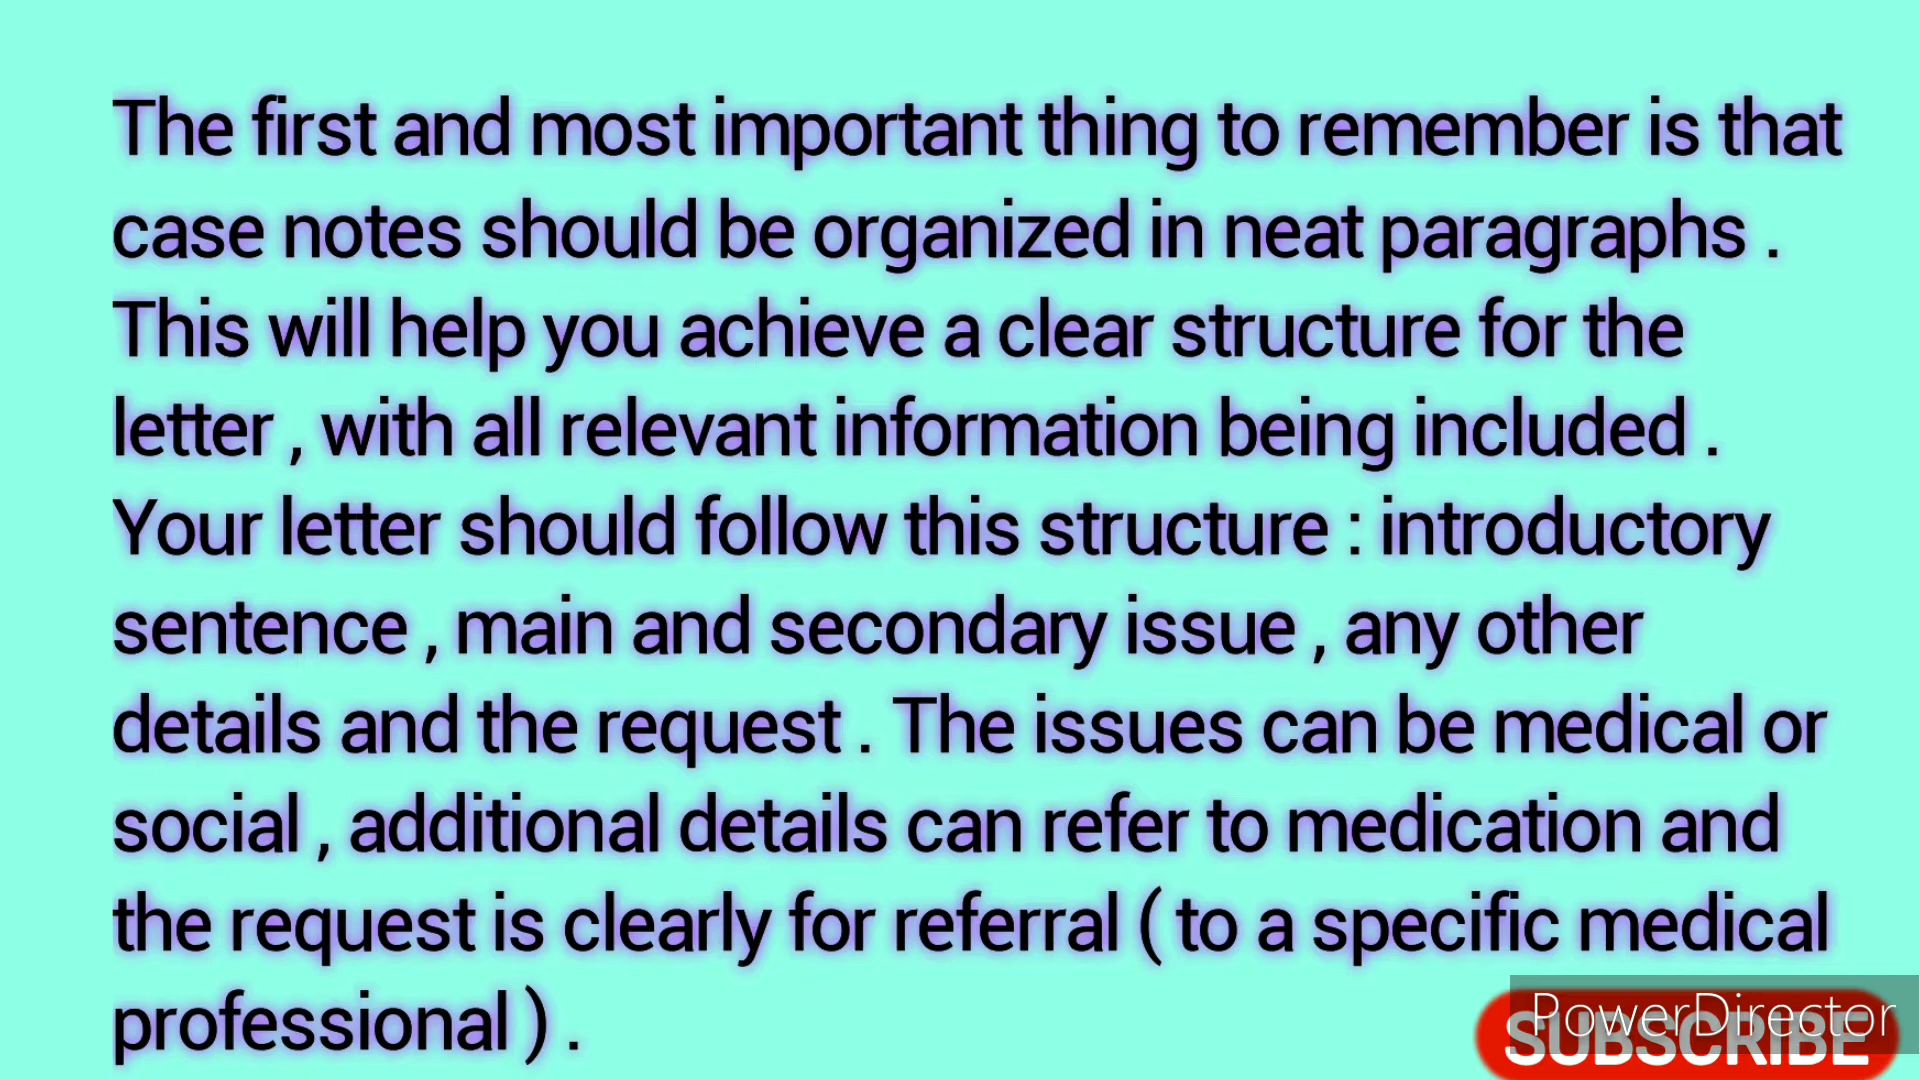 The first and most important thing to remember is that
case notes should be organized in neat paragraphs .
This will help you achieve a clear structure for the
letter , with all relevant information being included .
Your letter should follow this structure : introductory
sentence , main and secondary issue , any other
details and the request . The issues can be medical or
social , additional details can refer to medication and
the request is clearly for referral ( to a specific medical
professional ) .
PowerDirector
SUBSCRIBE